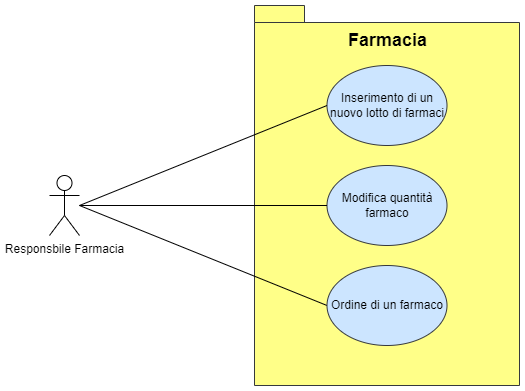 Farmacia
Inserimento di un
nuovo lotto di farmaci
Modifica quantità
farmaco
Responsbile Farmacia
Ordine di un farmaco